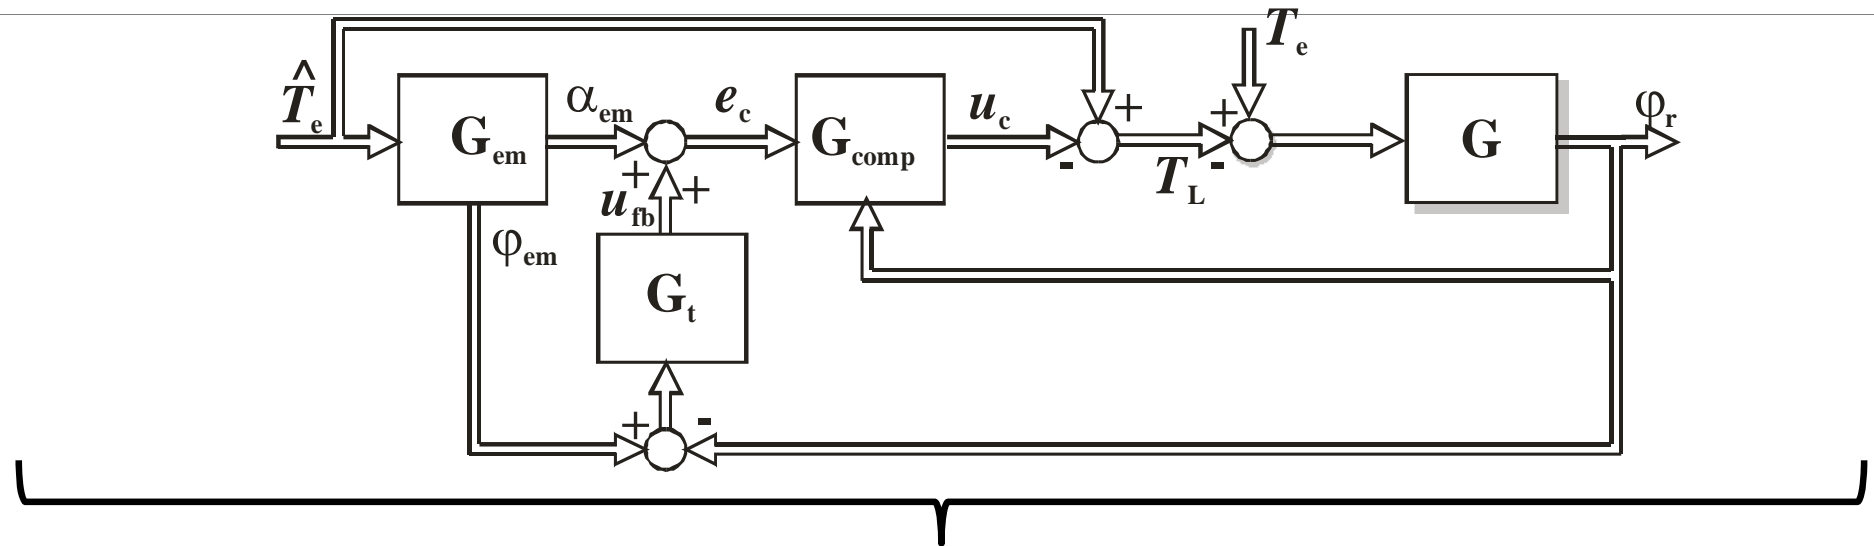 T̂e
Gem
αem
ec
Gcomp
uc
+
-
TL
Te
+
-
G
φr
+
ufb
+
φem
Gt
+
-